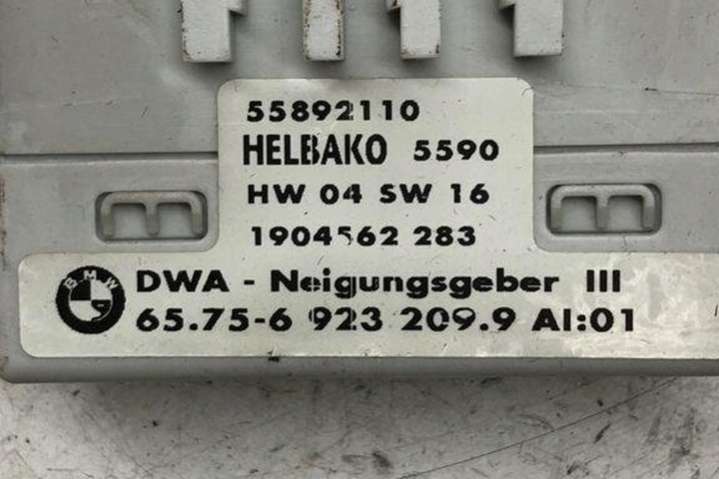 55892110
HELBAKO 5590
HW 04 SW 16
1904562 283
BMW
DWA - Neigungsgeber III
65.75-6 923 209.9 AI:01